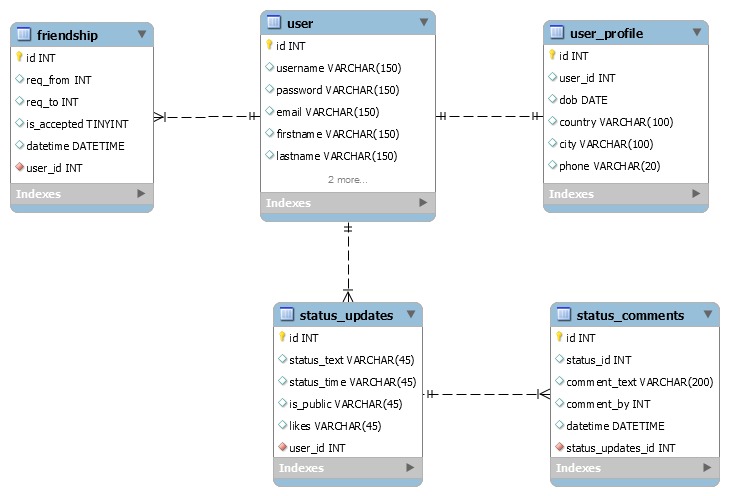 friendship
id INT
req_from INT
req_to INT
is_accepted TINYINT
datetime DATETIME
user_id INT
Indexes
user
id INT
username VARCHAR(150)
password VARCHAR(150)
email VARCHAR(150)
firstname VARCHAR(150)
lastname VARCHAR(150)
2 more...
Indexes
user_profile
id INT
user_id INT
dob DATE
country VARCHAR(100)
city VARCHAR(100)
phone VARCHAR(20)
Indexes
status_updates
id INT
status_text VARCHAR(45)
status_time VARCHAR(45)
is_public VARCHAR(45)
likes VARCHAR(45)
user_id INT
Indexes
status_comments
id INT
status_id INT
comment_text VARCHAR(200)
comment_by INT
datetime DATETIME
status_updates_id INT
Indexes